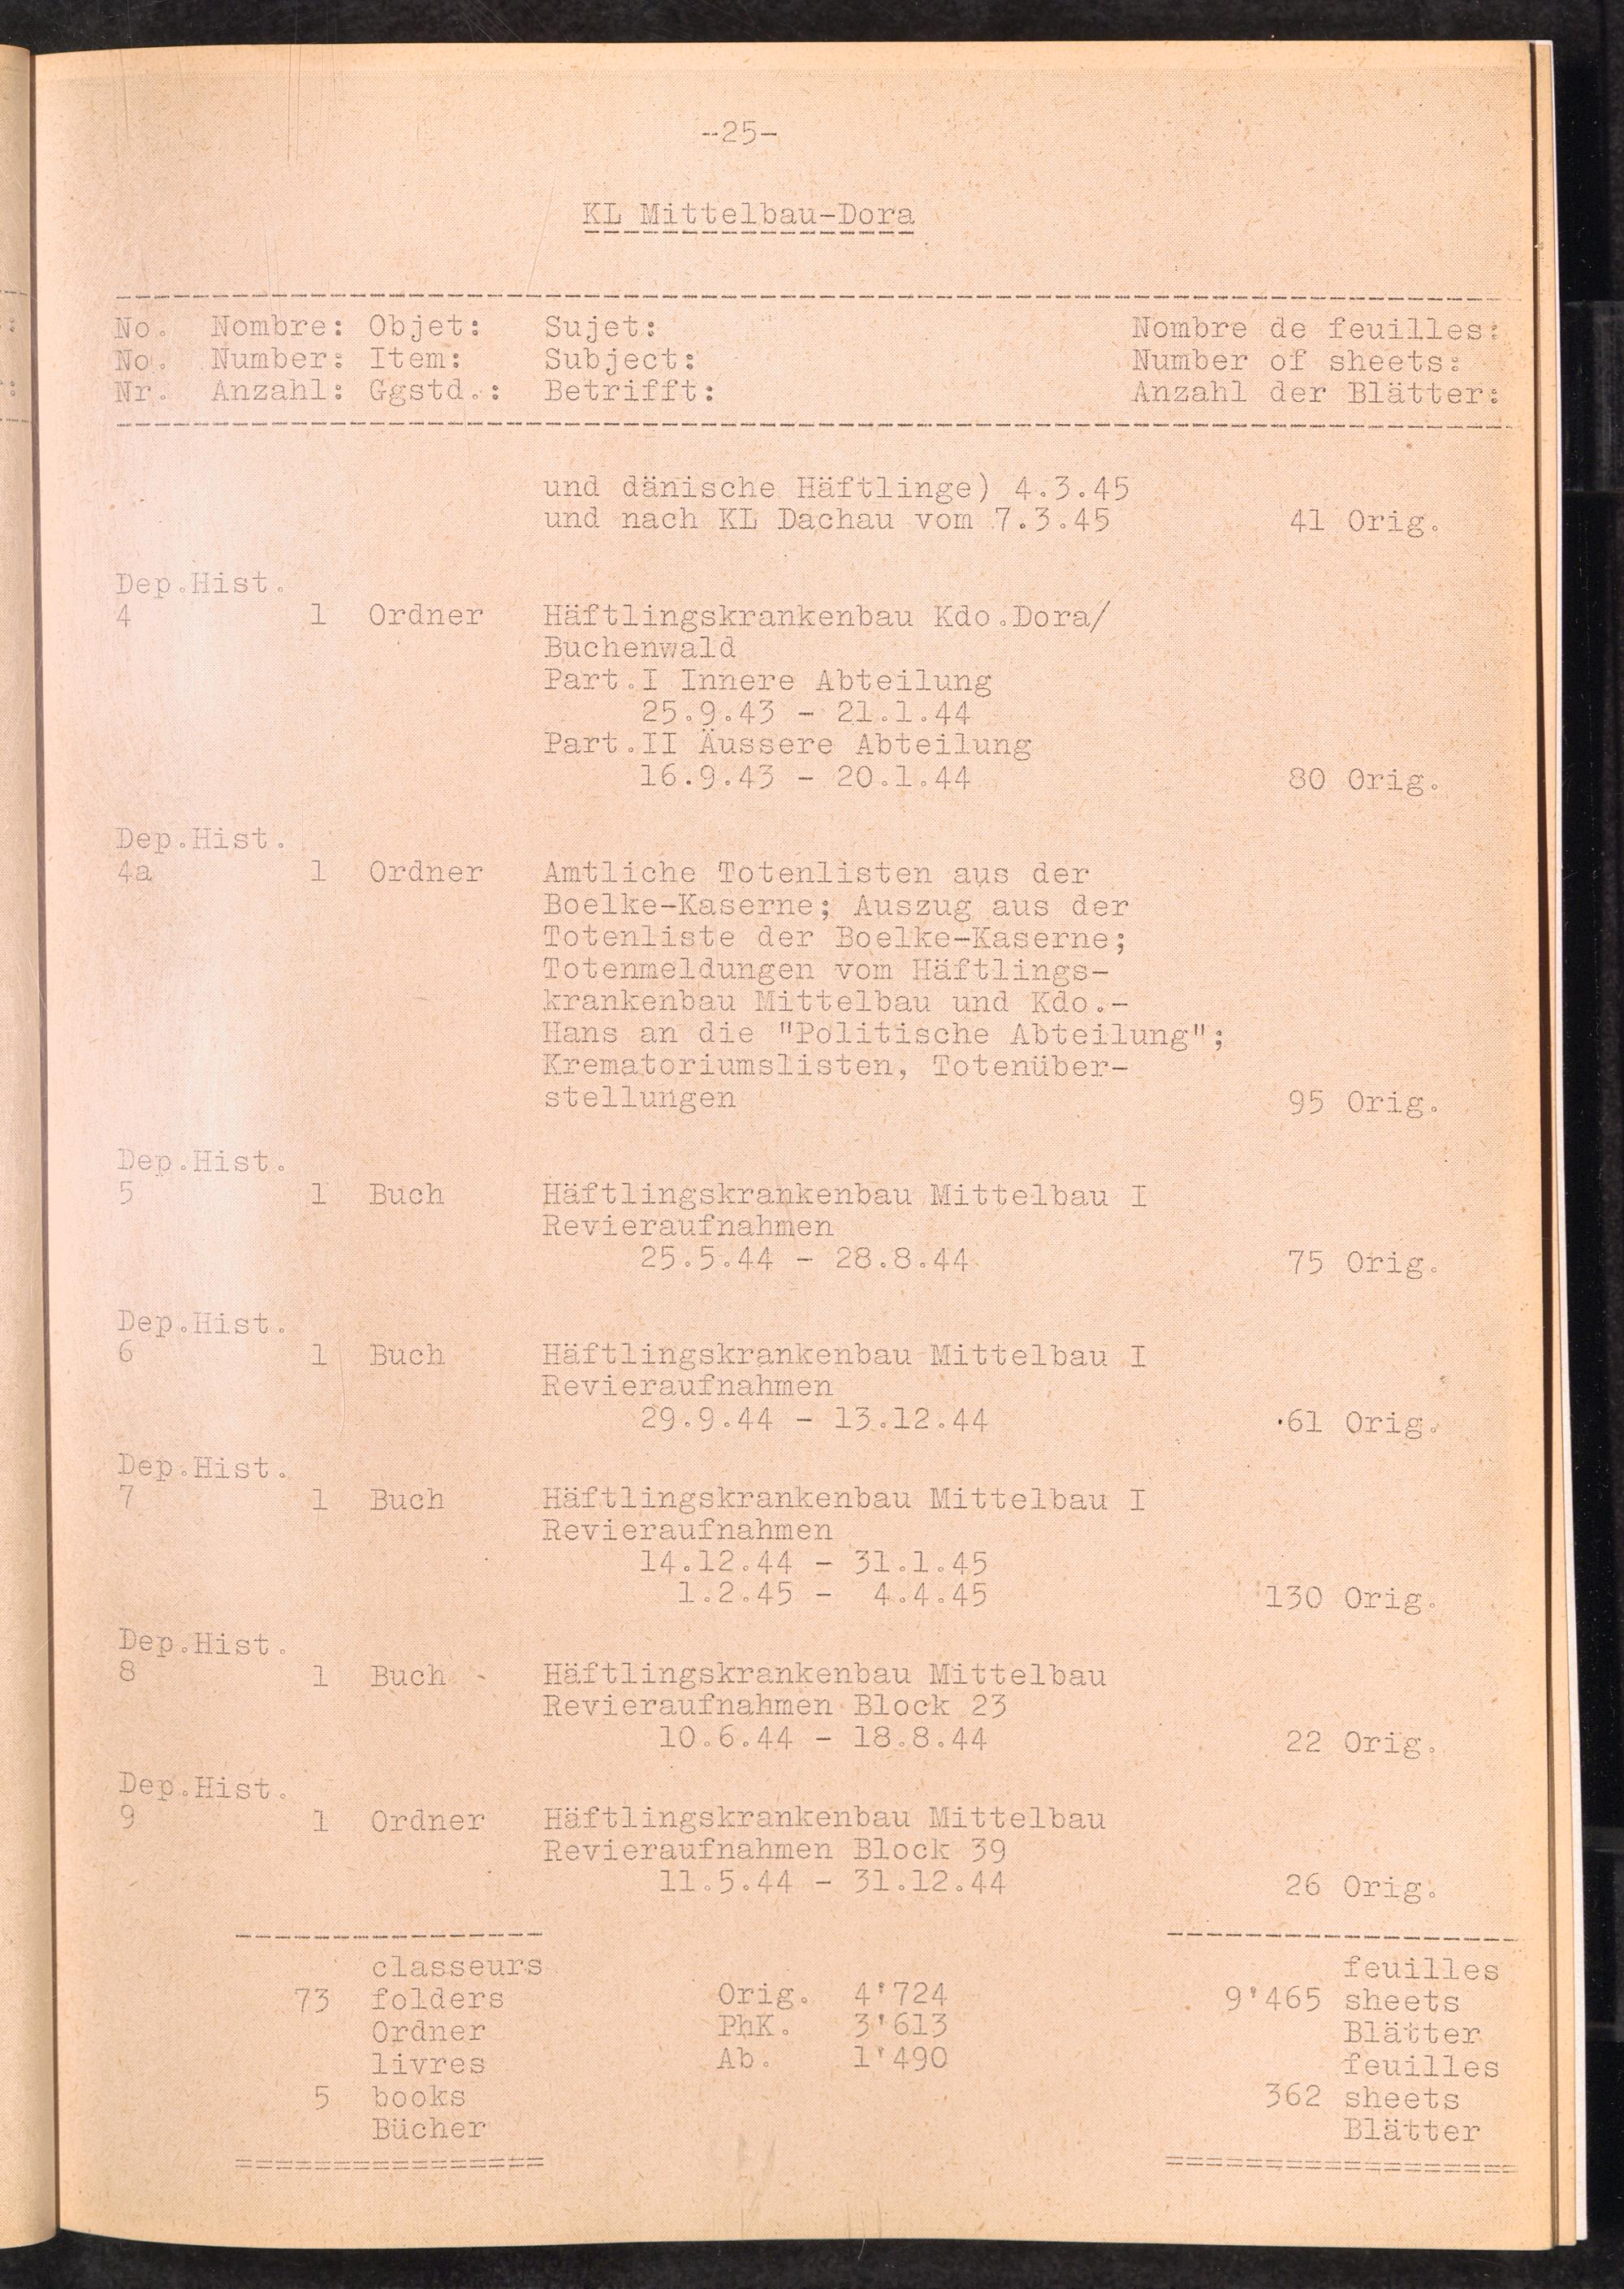 --25-
KL Mittelbau-Dora
No. Nombre: Objet: Sujet: Nombre de feuilles:
No. Number: Item: Subject: Number of sheets:
Nr. Anzahl: Ggstd.: Betrifft: Anzahl der Blätter:
und dänische Häftlinge) 4.3.45
und nach KL Dachau vom 7.3.45 41 Orig.
Dep.Hist.
4 1 Ordner Häftlingskrankenbau Kdo.Dora/
Buchenwald
Part.I Innere Abteilung
25.9.43 - 21.1.44
Part.II Äussere Abteilung
16.9.43 - 20.1.44 80 Orig.
Dep.Hist.
4a 1 Ordner Amtliche Totenlisten aus der
Boelke-Kaserne; Auszug aus der
Totenliste der Boelke-Kaserne;
Totenmeldungen vom Häftlings-
krankenbau Mittelbau und Kdo.-
Hans an die "Politische Abteilung";
Krematoriumslisten, Totenüber-
stellungen 95 Orig.
Dep.Hist.
5 1 Buch Häftlingskrankenbau Mittelbau I
Revieraufnahmen
25.5.44 - 28.8.44 75 Orig.
Dep.Hist.
6 1 Buch Häftlingskrankenbau Mittelbau I
Revieraufnahmen
29.9.44 - 13.12.44 61 Orig.
Dep.Hist.
7 1 Buch Häftlingskrankenbau Mittelbau I
Revieraufnahmen
14.12.44 - 31.1.45
1.2.45 - 4.4.45 130 Orig.
Dep.Hist.
8 1 Buch Häftlingskrankenbau Mittelbau
Revieraufnahmen Block 23
10.6.44 - 18.8.44 22 Orig.
Dep.Hist.
9 1 Ordner Häftlingskrankenbau Mittelbau
Revieraufnahmen Block 39
11.5.44 - 31.12.44 26 Orig.
classeurs feuilles
73 folders Orig. 4'724 9'465 sheets
Ordner PhK. 3'613 Blätter
livres Ab. 1'490 feuilles
5 books 362 sheets
Bücher Blätter